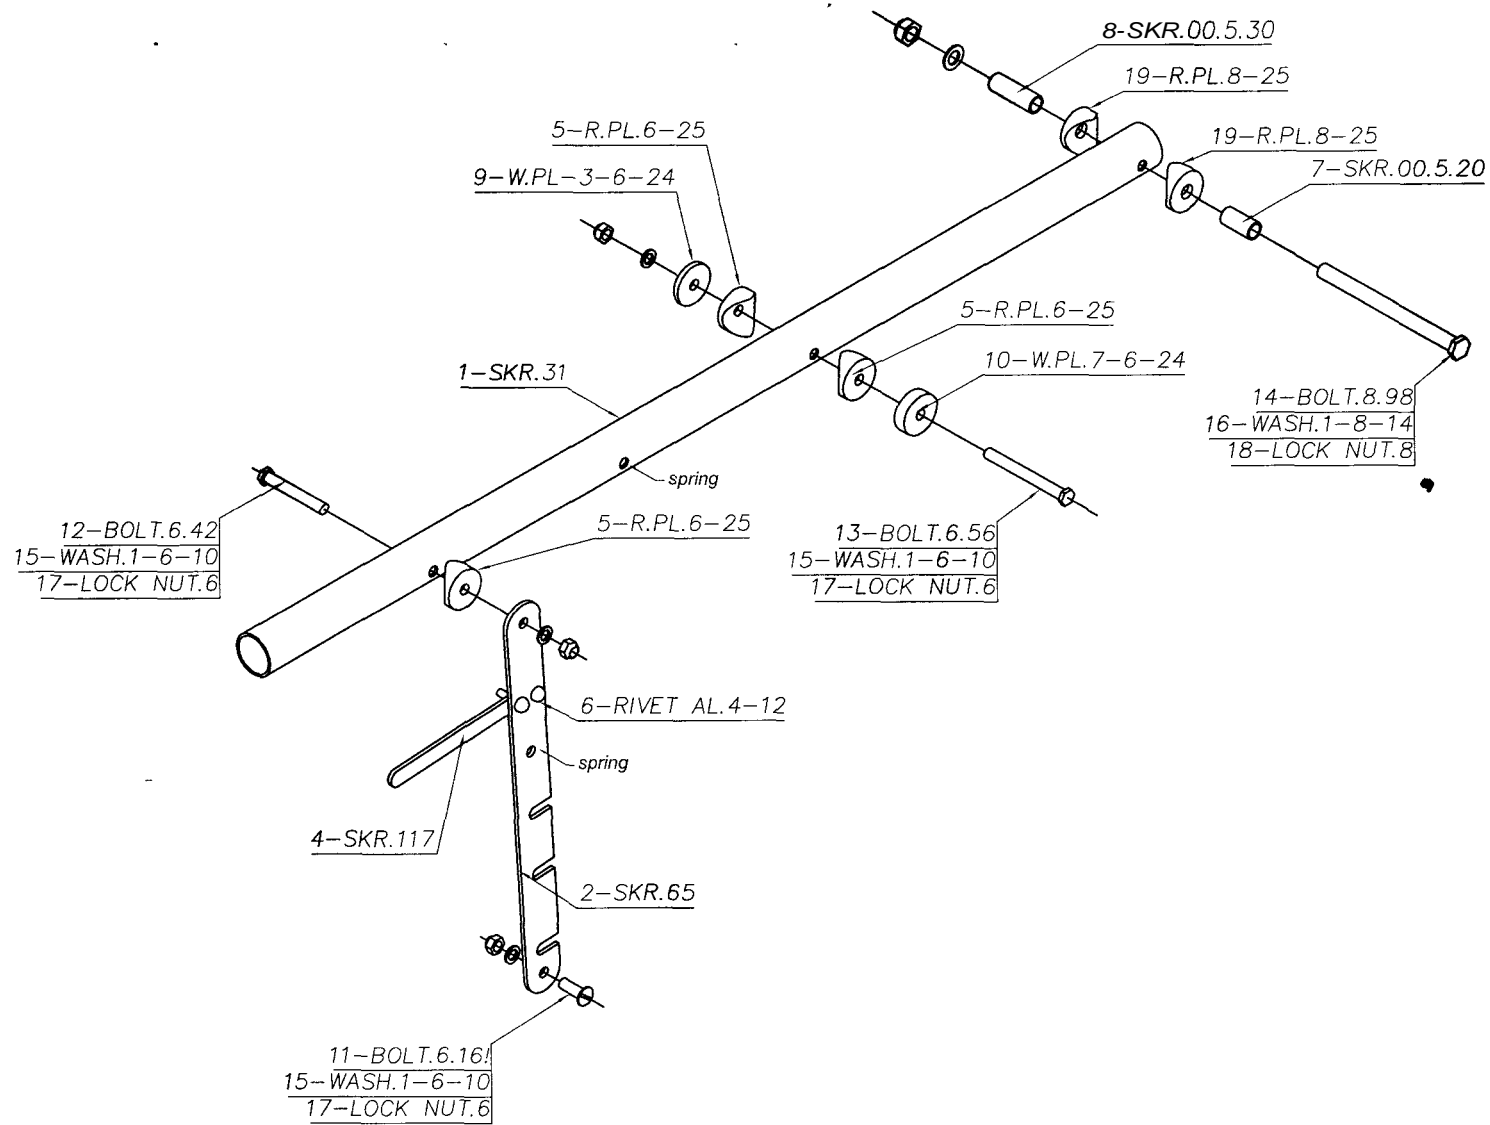 8-SKR.00.5.30
19-R.PL.8-25
5-R.PL.6-25
19-R.PL.8-25
7-SKR.00.5.20
9-W.PL-3-6-24
5-R.PL.6-25
10-W.PL.7-6-24
1-SKR.31
14-BOLT.8.98
16-WASH.1-8-14
18-LOCK NUT.8
spring
12-BOLT.6.42
15-WASH.1-6-10
17-LOCK NUT.6
5-R.PL.6-25
13-BOLT.6.56
15-WASH.1-6-10
17-LOCK NUT.6
6-RIVET AL.4-12
spring
4-SKR.117
2-SKR.65
11-BOLT.6.16!
15-WASH.1-6-10
17-LOCK NUT.6